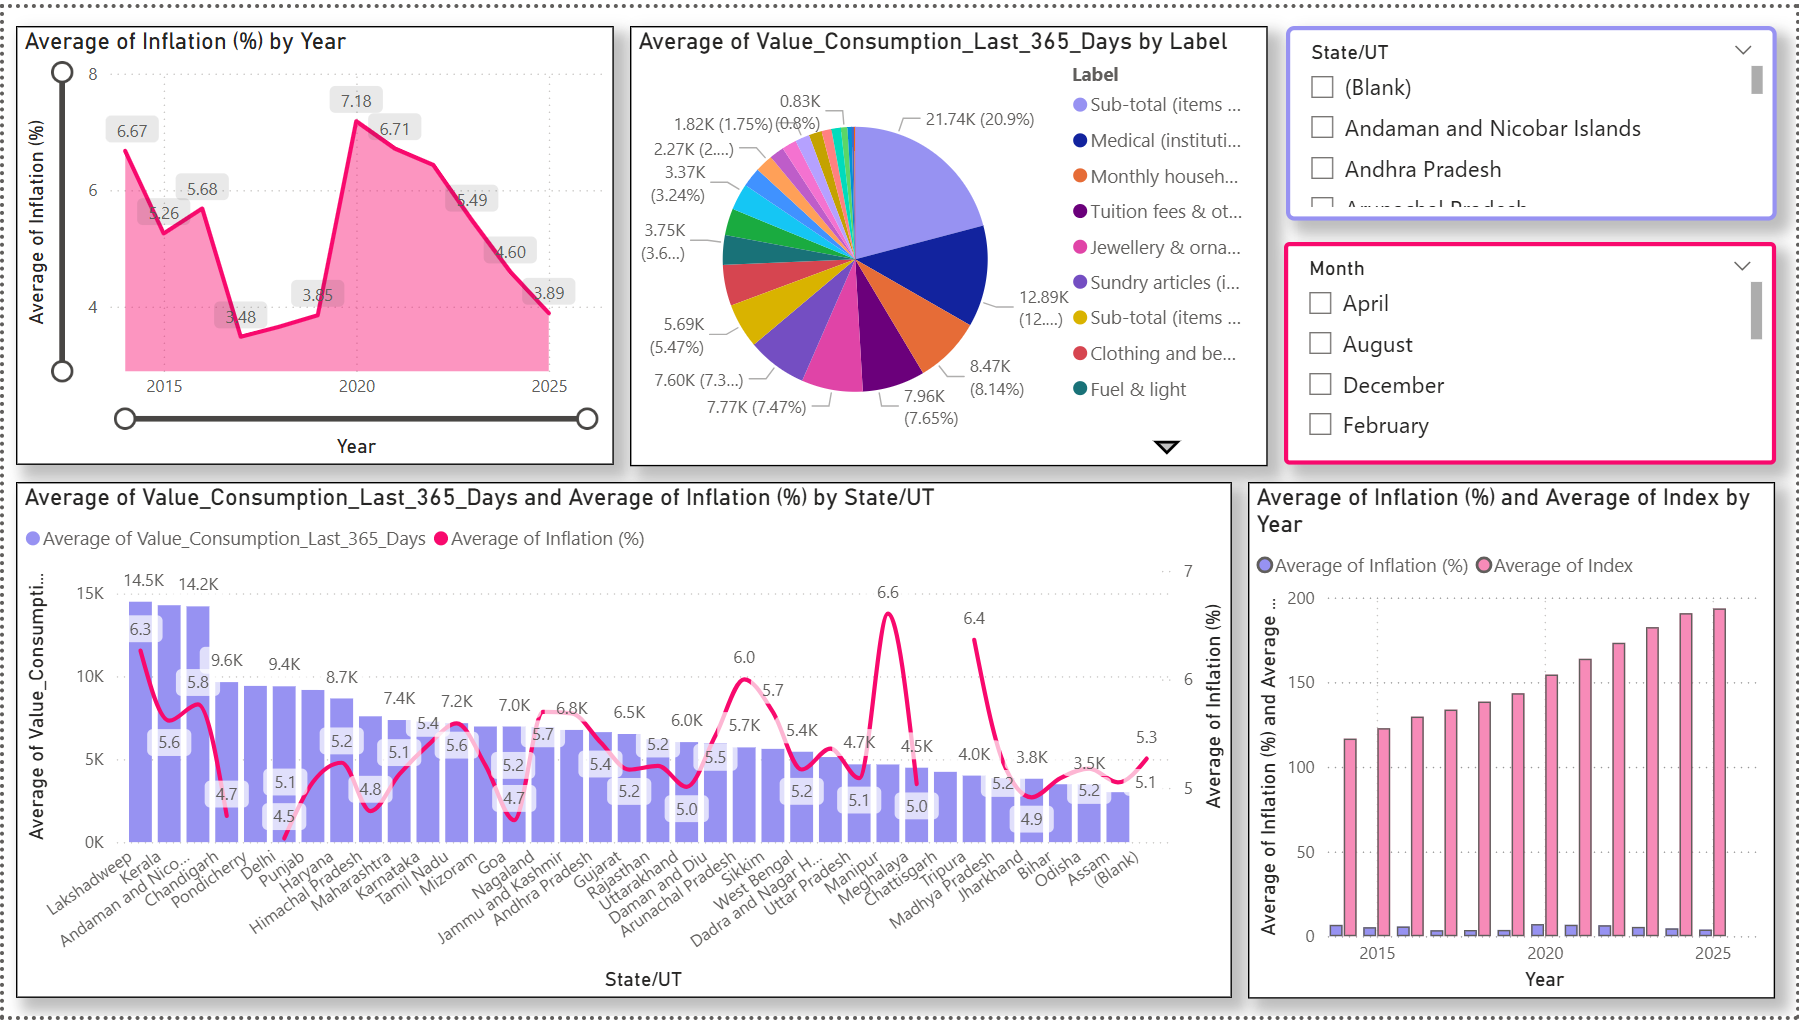 Average of Inflation (%) by Year
Average of Inflation (%)
8
6
4
6.67
5.26
5.68
3.48
3.85
7.18
6.71
5.49
4.60
3.89
2015
2020
2025
Year
Average of Value_Consumption_Last_365_Days by Label
0.83K
(0.8%)
1.82K (1.75%)
2.27K (2....)
3.37K
(3.24%)
3.75K
(3.6...)
5.69K
(5.47%)
7.60K (7.3...)
7.77K (7.47%)
7.96K
(7.65%)
8.47K
(8.14%)
12.89K
(12....)
21.74K (20.9%)
Label
Sub-total (items ...
Medical (instituti...
Monthly househ...
Tuition fees & ot...
Jewellery & orna...
Sundry articles (i...
Sub-total (items ...
Clothing and be...
Fuel & light
State/UT
(Blank)
Andaman and Nicobar Islands
Andhra Pradesh
Arunachal Pradesh
Month
April
August
December
February
Average of Value_Consumption_Last_365_Days and Average of Inflation (%) by State/UT
Average of Value_Consumption_Last_365_Days
Average of Inflation (%)
Average of Value_Consumpti...
15K
10K
5K
0K
14.5K
14.2K
9.6K
9.4K
8.7K
7.4K
7.2K
7.0K
6.8K
6.5K
6.0K
5.7K
5.4K
4.7K
4.5K
4.0K
3.8K
3.5K
6.3
5.6
5.8
4.7
5.1
4.5
5.2
4.8
5.1
5.4
5.6
5.2
4.7
5.7
5.4
5.2
5.2
5.0
5.5
6.0
5.7
5.2
5.1
6.6
5.0
6.4
5.2
4.9
5.2
5.1
5.3
7
6
5
Average of Inflation (%)
Lakshadweep
Kerala
Andaman and Nico...
Chandigarh
Pondicherry
Delhi
Punjab
Haryana
Himachal Pradesh
Maharashtra
Karnataka
Tamil Nadu
Mizoram
Goa
Nagaland
Jammu and Kashmir
Andhra Pradesh
Gujarat
Rajasthan
Uttarakhand
Daman and Diu
Arunachal Pradesh
Sikkim
West Bengal
Dadra and Nagar H...
Uttar Pradesh
Manipur
Meghalaya
Chattisgarh
Tripura
Madhya Pradesh
Jharkhand
Bihar
Odisha
Assam
(Blank)
State/UT
Average of Inflation (%) and Average of Index by
Year
Average of Inflation (%)
Average of Index
Average of Inflation (%) and Average ...
200
150
100
50
0
2015
2020
2025
Year